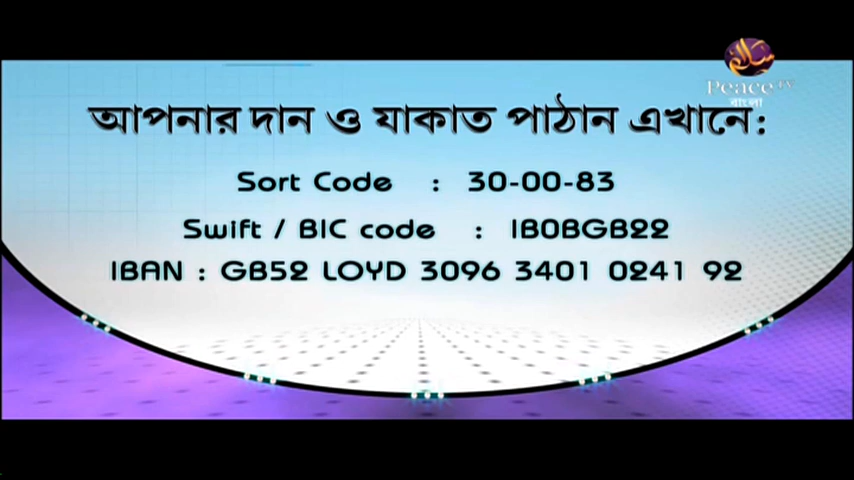 Peace TV
বাংলা
আপনার দান ও যাকাত পাঠান এখানে:
Sort Code : 30-00-83
Swift / BIC code : IBOBGB22
IBAN : GB52 LOYD 3096 3401 0241 92